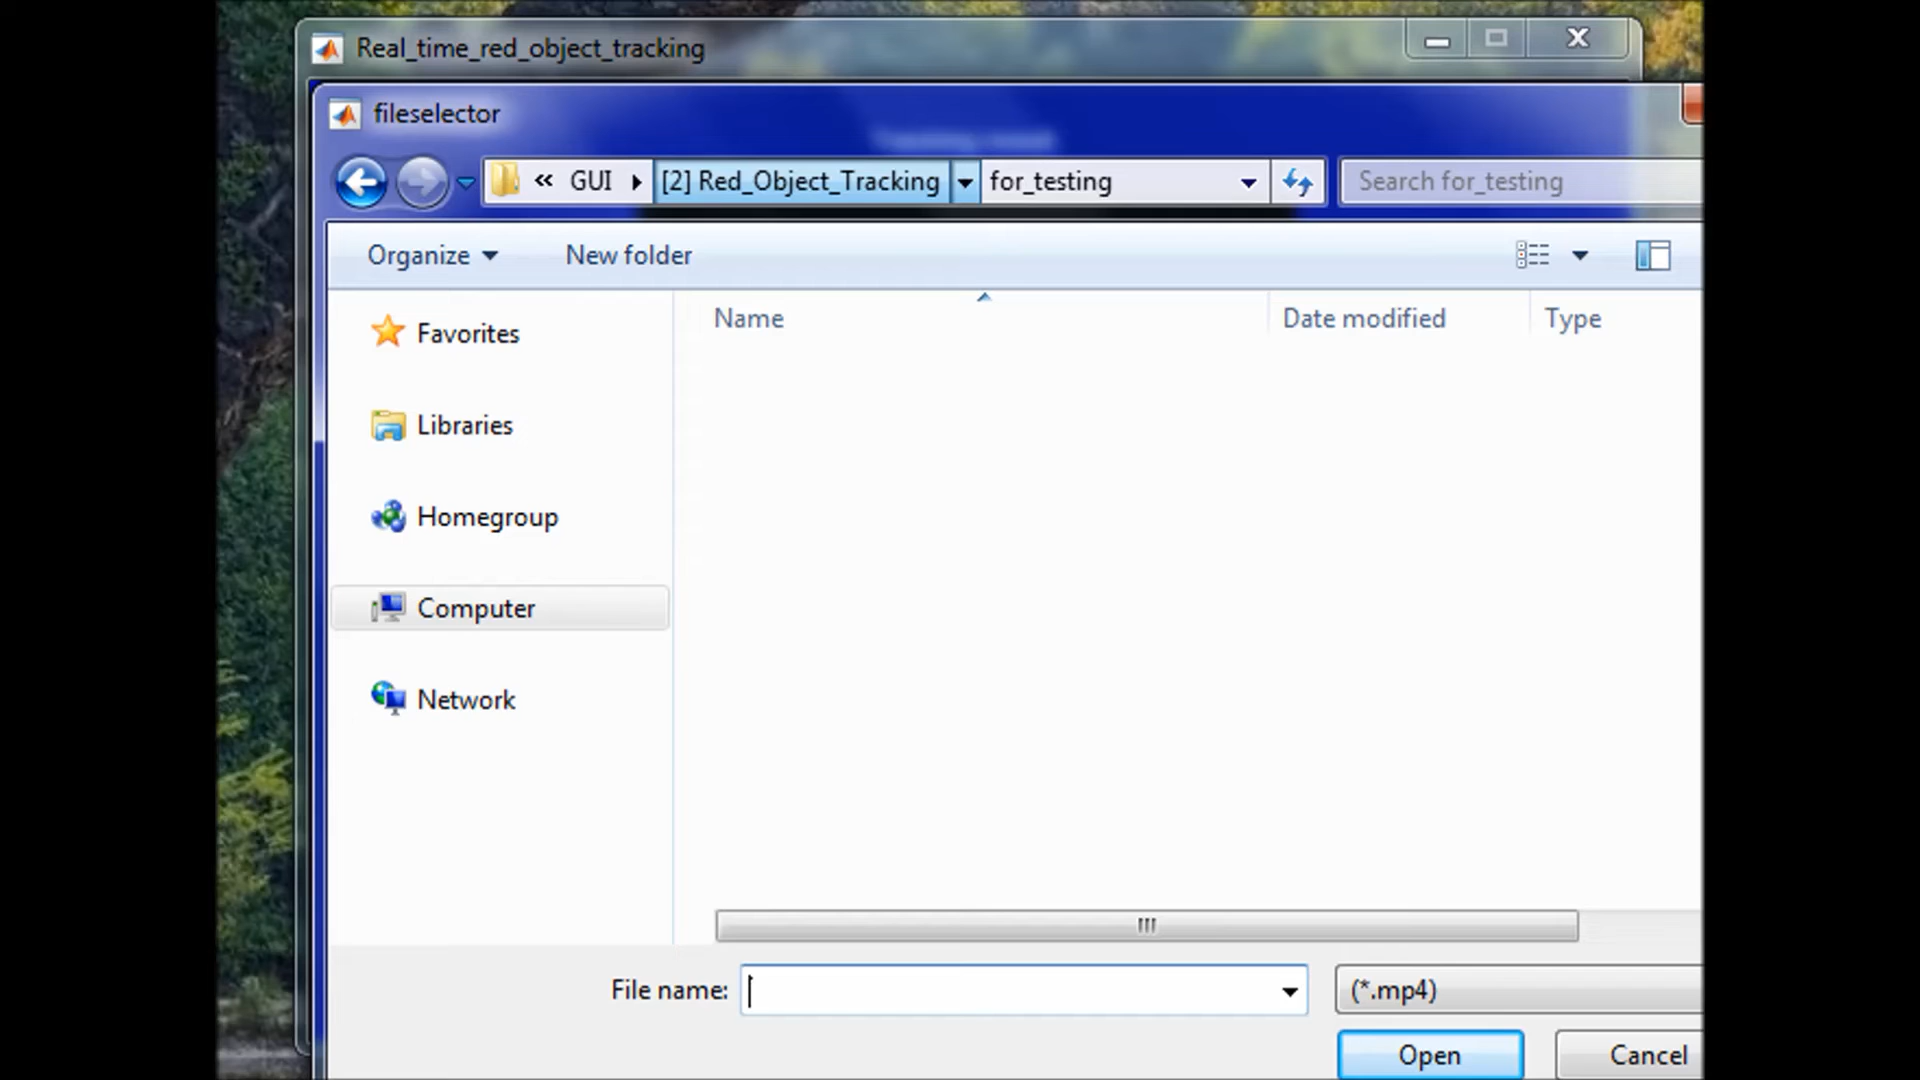 Real_time_red_object_tracking
fileselector
« GUI [2] Red_Object_Tracking for_testing Search for_testing
Organize New folder
Name Date modified Type
Favorites
Libraries
Homegroup
Computer
Network
File name: (*.mp4)
Open Cancel